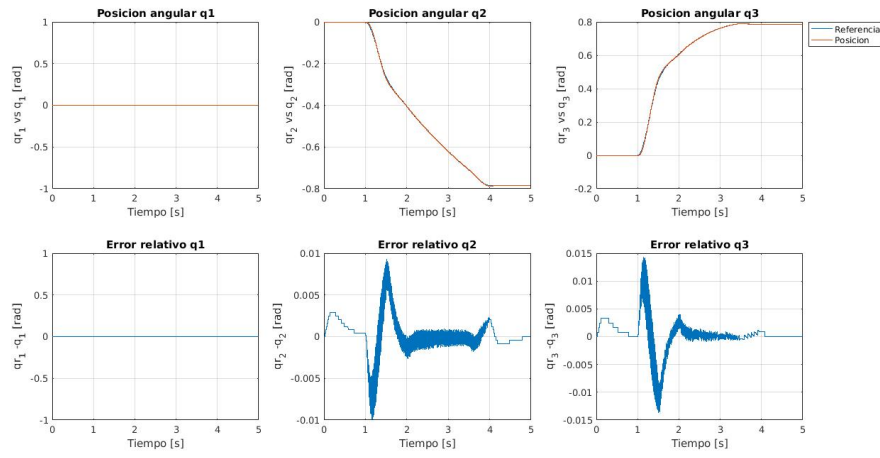 Posicion angular q1
Posicion angular q2
Posicion angular q3
Referencia
Posicion
qr1 vs q1 [rad]
1
0.5
0
-0.5
-1
0 1 2 3 4 5
Tiempo [s]
qr2 vs q2 [rad]
0
-0.2
-0.4
-0.6
-0.8
0 1 2 3 4 5
Tiempo [s]
qr3 vs q3 [rad]
0.8
0.6
0.4
0.2
0
-0.2
0 1 2 3 4 5
Tiempo [s]
Error relativo q1
Error relativo q2
Error relativo q3
qr1 -q1 [rad]
1
0.5
0
-0.5
-1
0 1 2 3 4 5
Tiempo [s]
qr2 -q2 [rad]
0.01
0.005
0
-0.005
-0.01
0 1 2 3 4 5
Tiempo [s]
qr3 -q3 [rad]
0.015
0.01
0.005
0
-0.005
-0.01
-0.015
0 1 2 3 4 5
Tiempo [s]